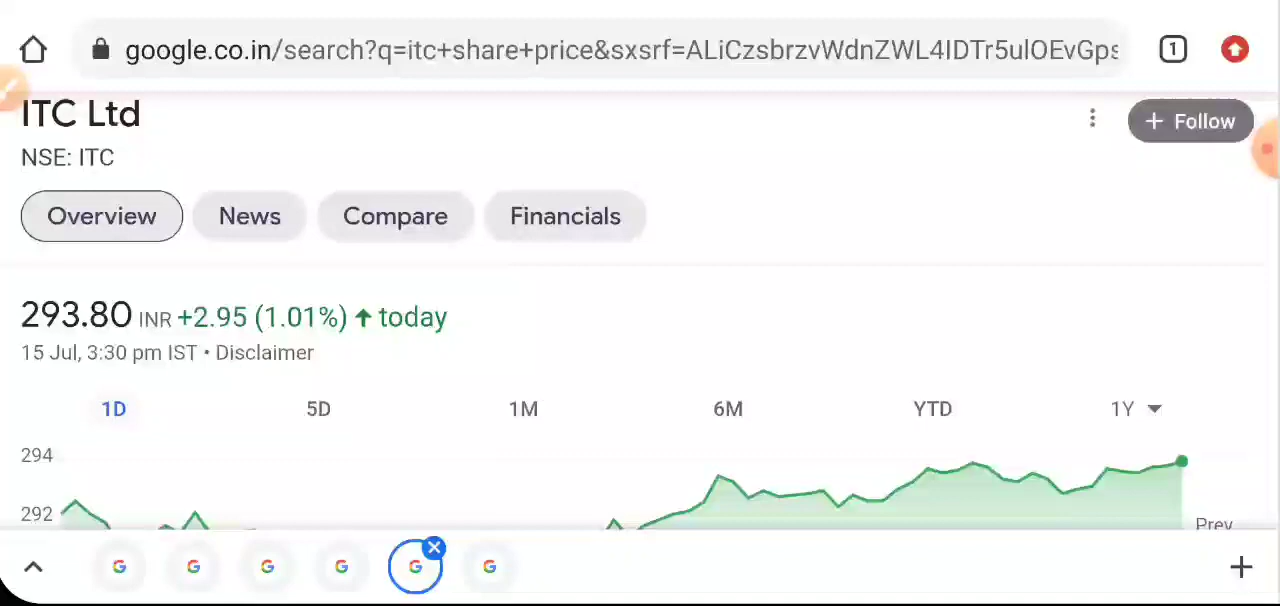 google.co.in/search?q=itc+share+price&sxsrf=ALiCzsbrzvWdnZWL4IDTr5ulOEvGps
1
ITC Ltd
+ Follow
NSE: ITC
Overview
News
Compare
Financials
293.80 INR +2.95 (1.01%) ↑ today
15 Jul, 3:30 pm IST • Disclaimer
1D
5D
1M
6M
YTD
1Y
294
292
Prev